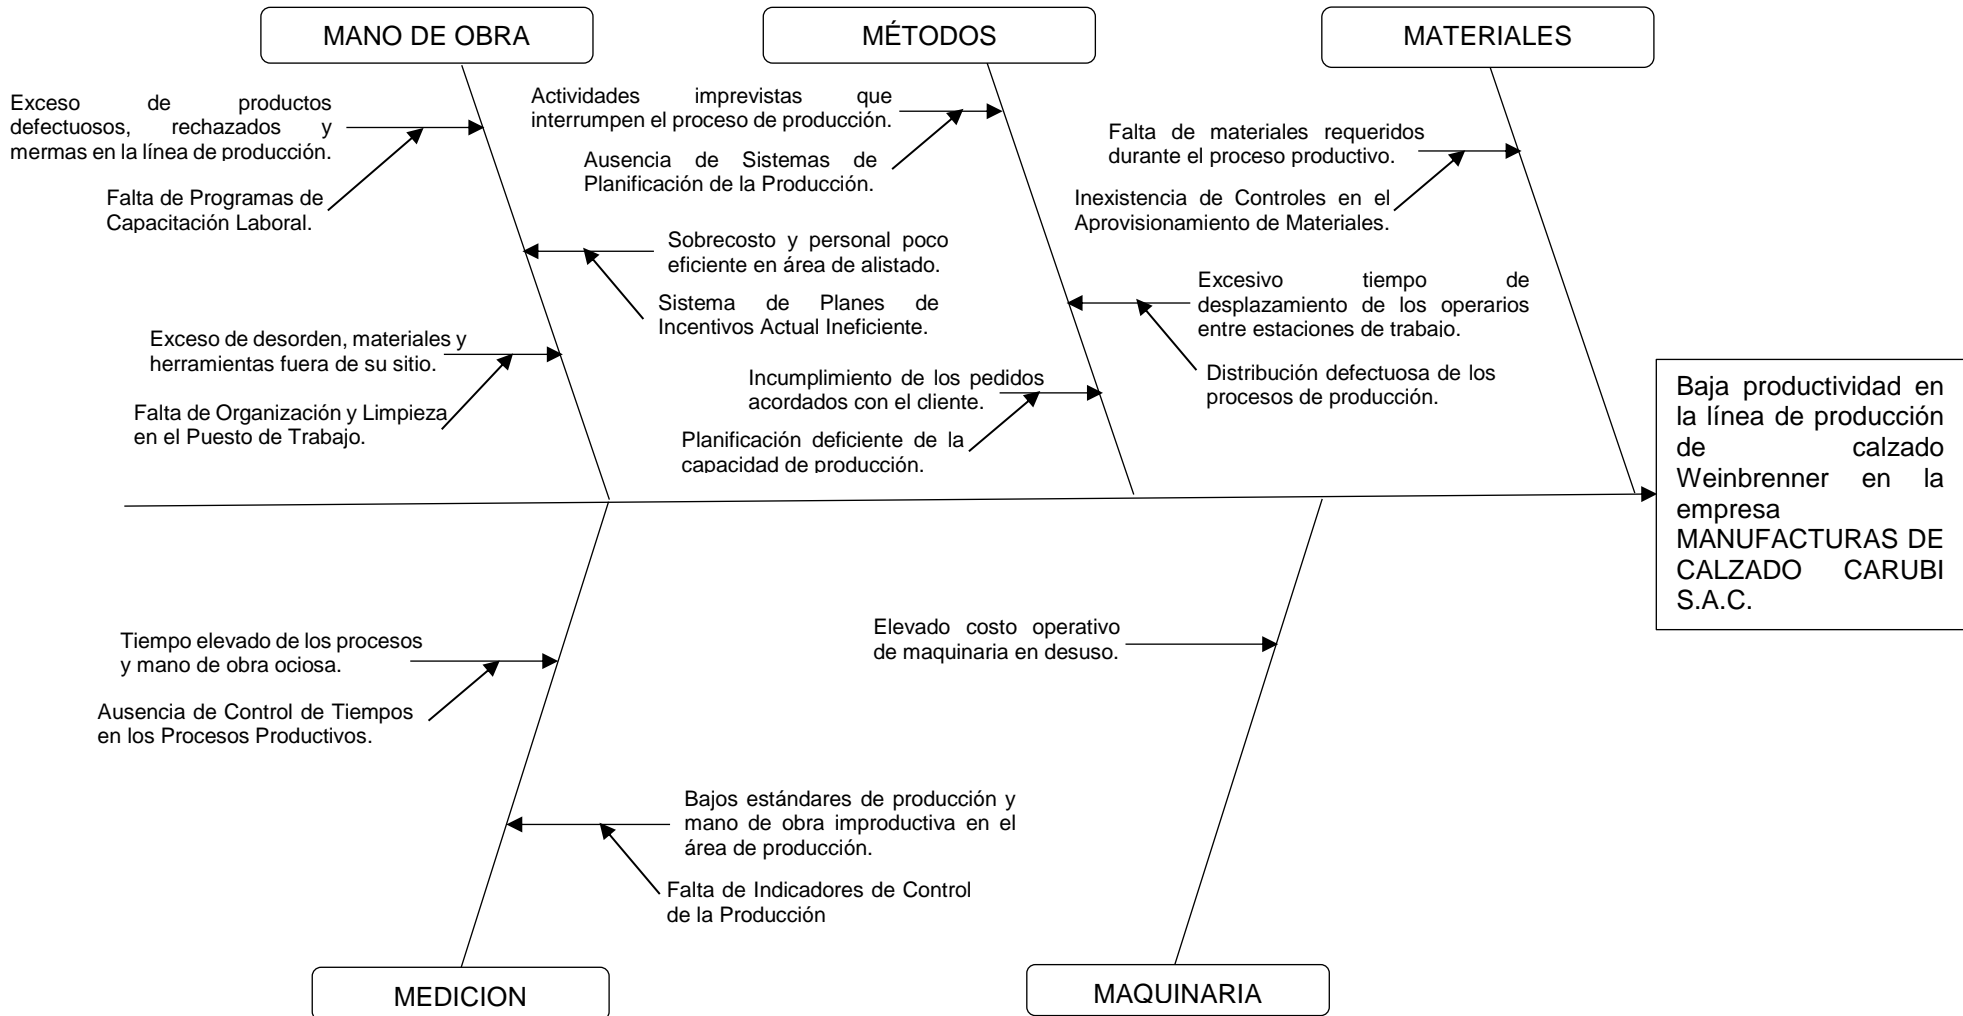 MANO DE OBRA
MÉTODOS
MATERIALES
Exceso de productos
defectuosos, rechazados y
mermas en la línea de producción.
Falta de Programas de
Capacitación Laboral.
Sobrecosto y personal poco
eficiente en área de alistado.
Sistema de Planes de
Incentivos Actual Ineficiente.
Exceso de desorden, materiales y
herramientas fuera de su sitio.
Falta de Organización y Limpieza
en el Puesto de Trabajo.
Actividades imprevistas que
interrumpen el proceso de producción.
Ausencia de Sistemas de
Planificación de la Producción.
Excesivo tiempo de
desplazamiento de los operarios
entre estaciones de trabajo.
Distribución defectuosa de los
procesos de producción.
Incumplimiento de los pedidos
acordados con el cliente.
Planificación deficiente de la
capacidad de producción.
Falta de materiales requeridos
durante el proceso productivo.
Inexistencia de Controles en el
Aprovisionamiento de Materiales.
Baja productividad en
la línea de producción
de calzado
Weinbrenner en la
empresa
MANUFACTURAS DE
CALZADO CARUBI
S.A.C.
Tiempo elevado de los procesos
y mano de obra ociosa.
Ausencia de Control de Tiempos
en los Procesos Productivos.
Bajos estándares de producción y
mano de obra improductiva en el
área de producción.
Falta de Indicadores de Control
de la Producción
Elevado costo operativo
de maquinaria en desuso.
MEDICION
MAQUINARIA